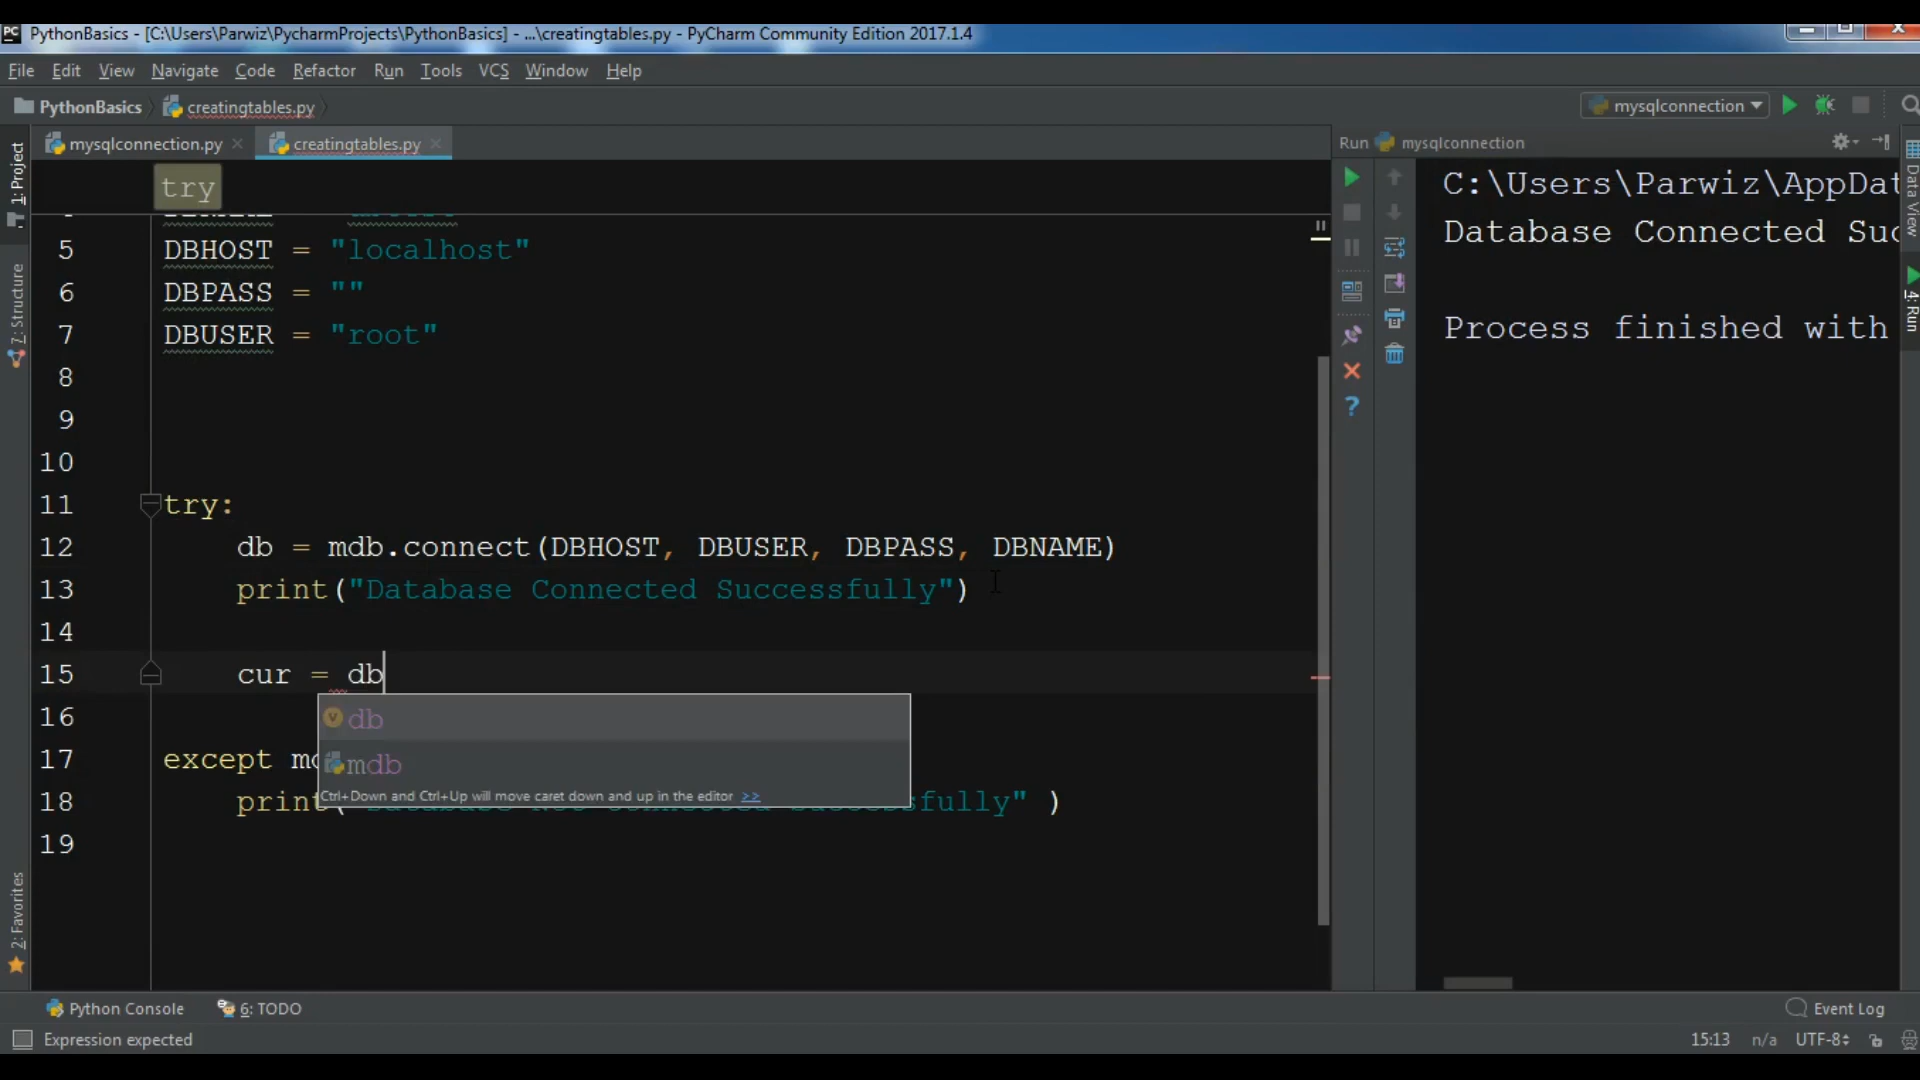 PC PythonBasics - [C:\Users\Parwiz\PycharmProjects\PythonBasics] - ...\creatingtables.py - PyCharm Community Edition 2017.1.4
File Edit View Navigate Code Refactor Run Tools VCS Window Help
PythonBasics creatingtables.py mysqlconnection
mysqlconnection.py creatingtables.py
Run mysqlconnection
1: Project
7: Structure
2: Favorites
try
5 DBHOST = "localhost"
6 DBPASS = ""
7 DBUSER = "root"
8
9
10
11 try:
12 db = mdb.connect(DBHOST, DBUSER, DBPASS, DBNAME)
13 print("Database Connected Successfully")
14
15 cur = db
16
17 except
18 print( )
19
db
mdb
Ctrl+Down and Ctrl+Up will move caret down and up in the editor >>
C:\Users\Parwiz\AppDat
Database Connected Suc
Process finished with
Data View
4: Run
Python Console 6: TODO Event Log
Expression expected 15:13 n/a UTF-8